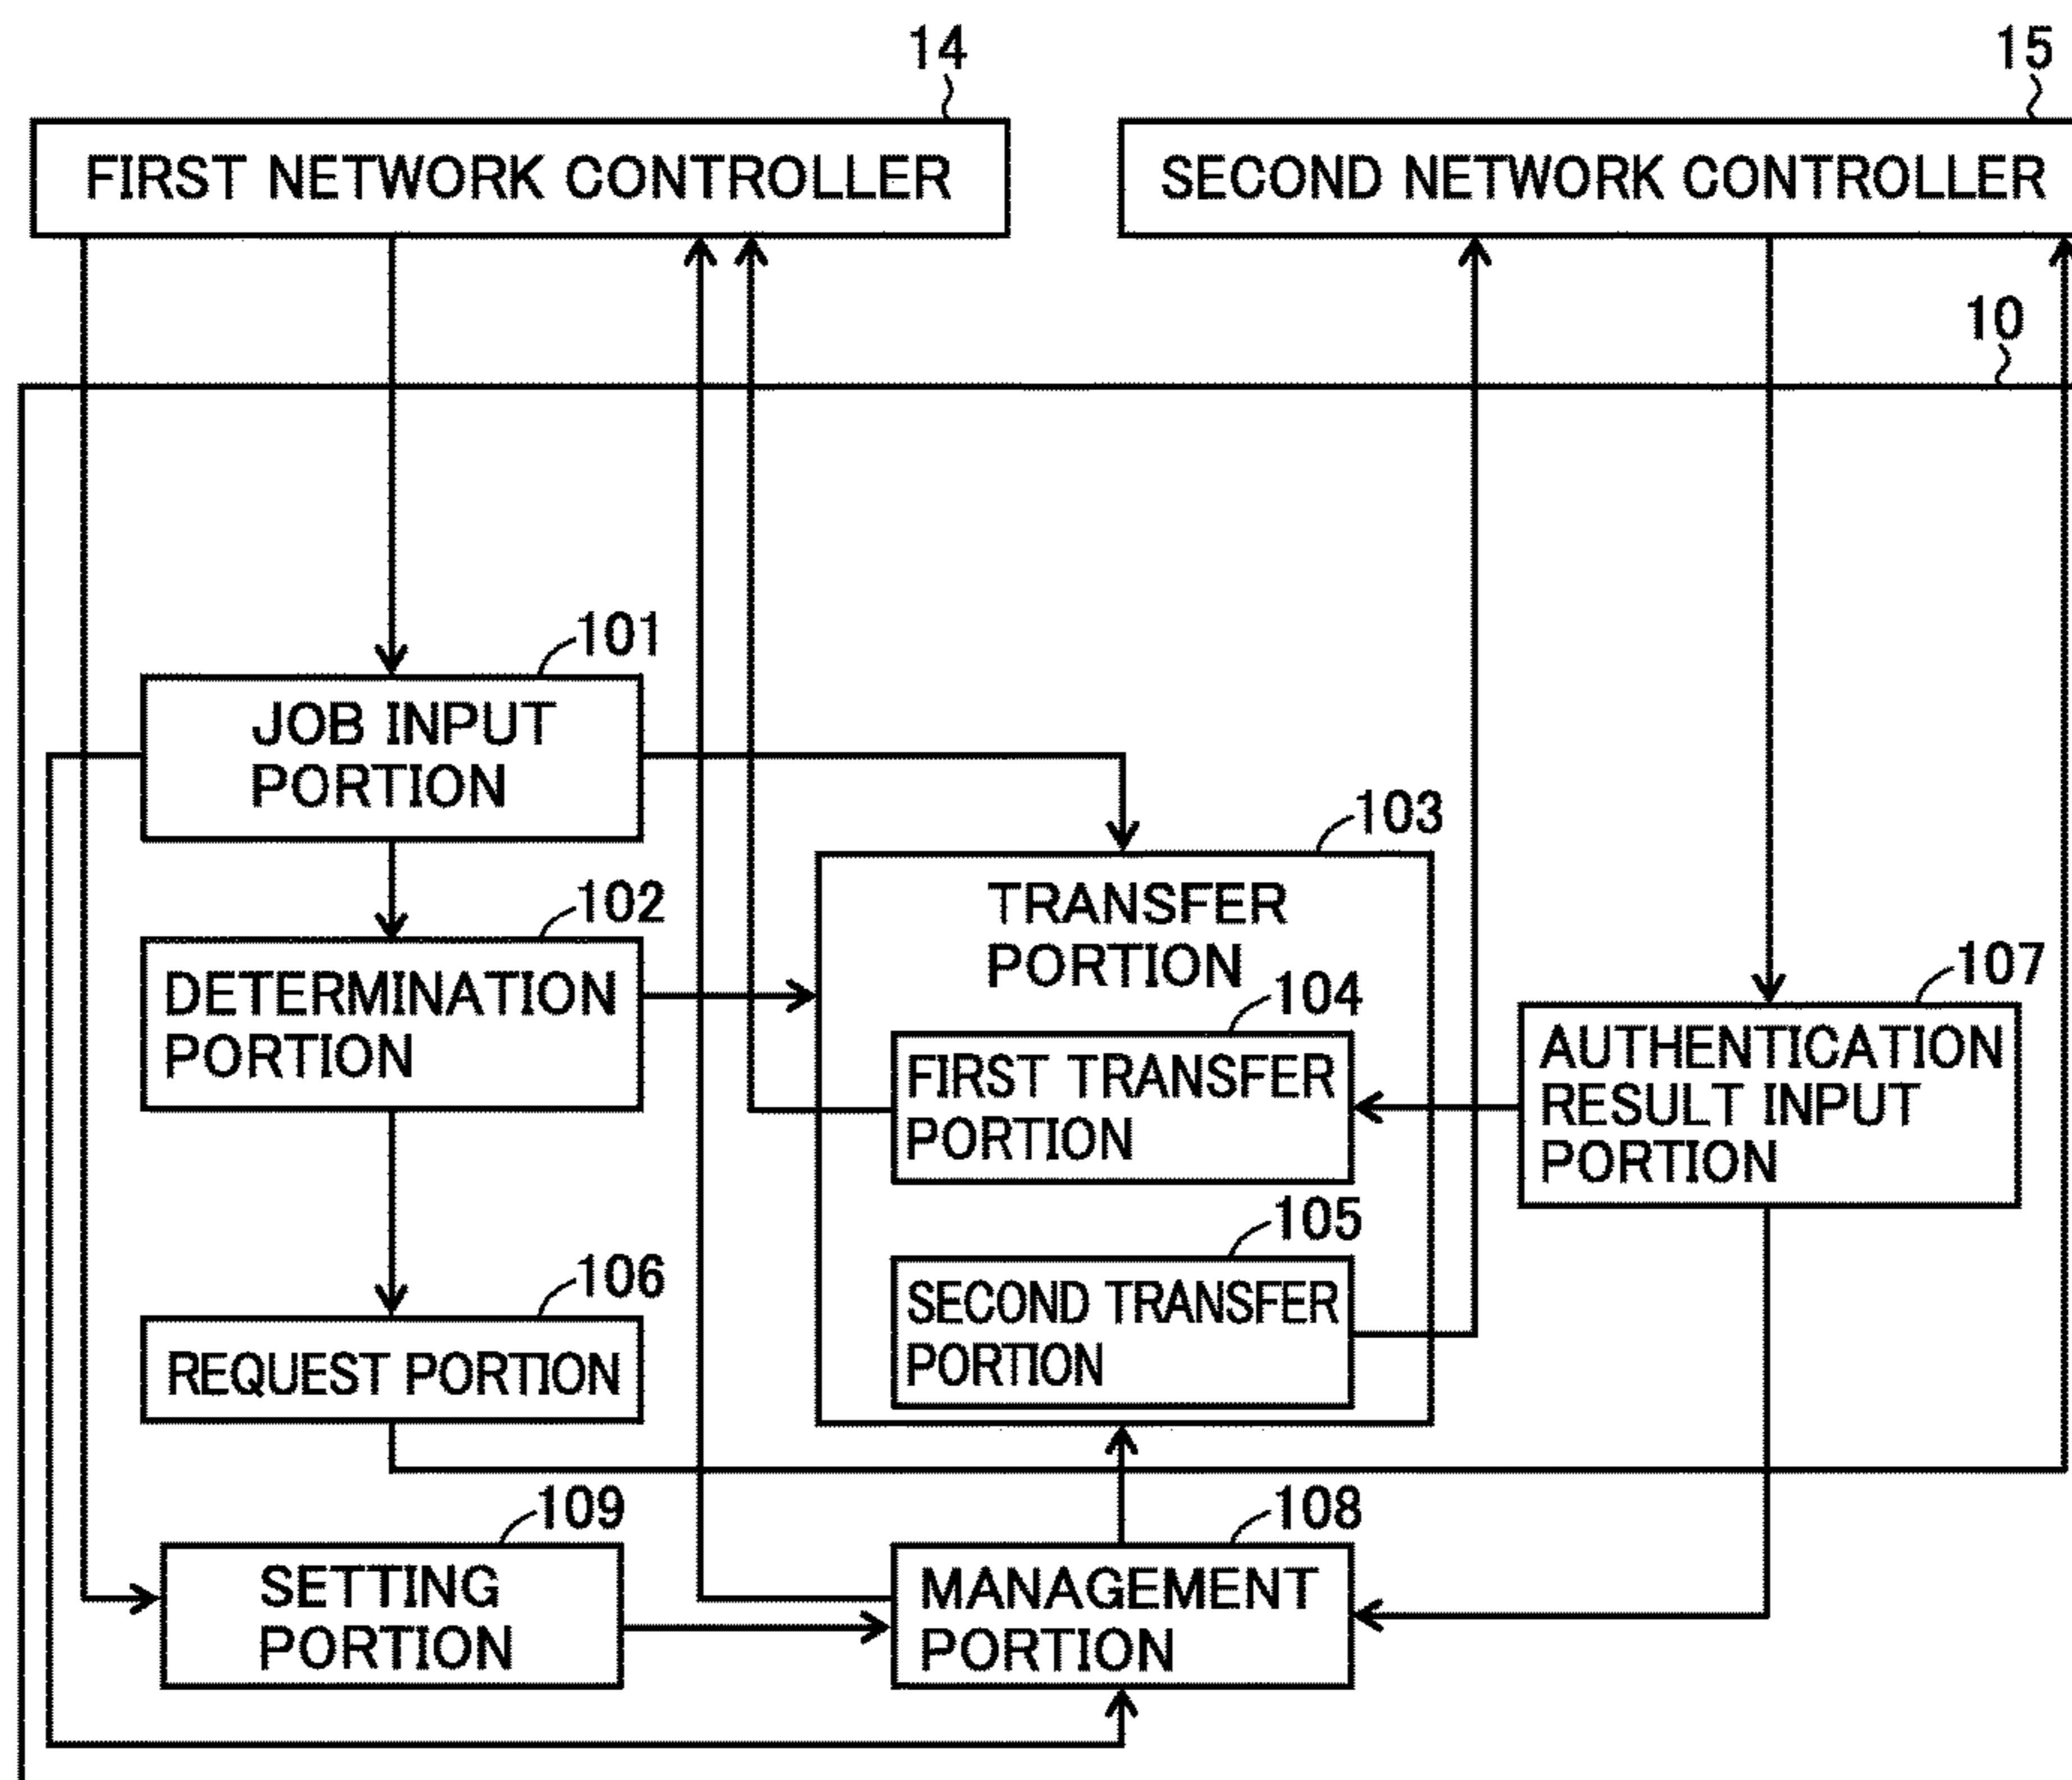 14
15
FIRST NETWORK CONTROLLER
SECOND NETWORK CONTROLLER
10
101
JOB INPUT
PORTION
103
102
TRANSFER
PORTION
DETERMINATION
PORTION
104
107
FIRST TRANSFER
PORTION
AUTHENTICATION
RESULT INPUT
PORTION
105
106
SECOND TRANSFER
PORTION
REQUEST PORTION
109
108
SETTING
PORTION
MANAGEMENT
PORTION